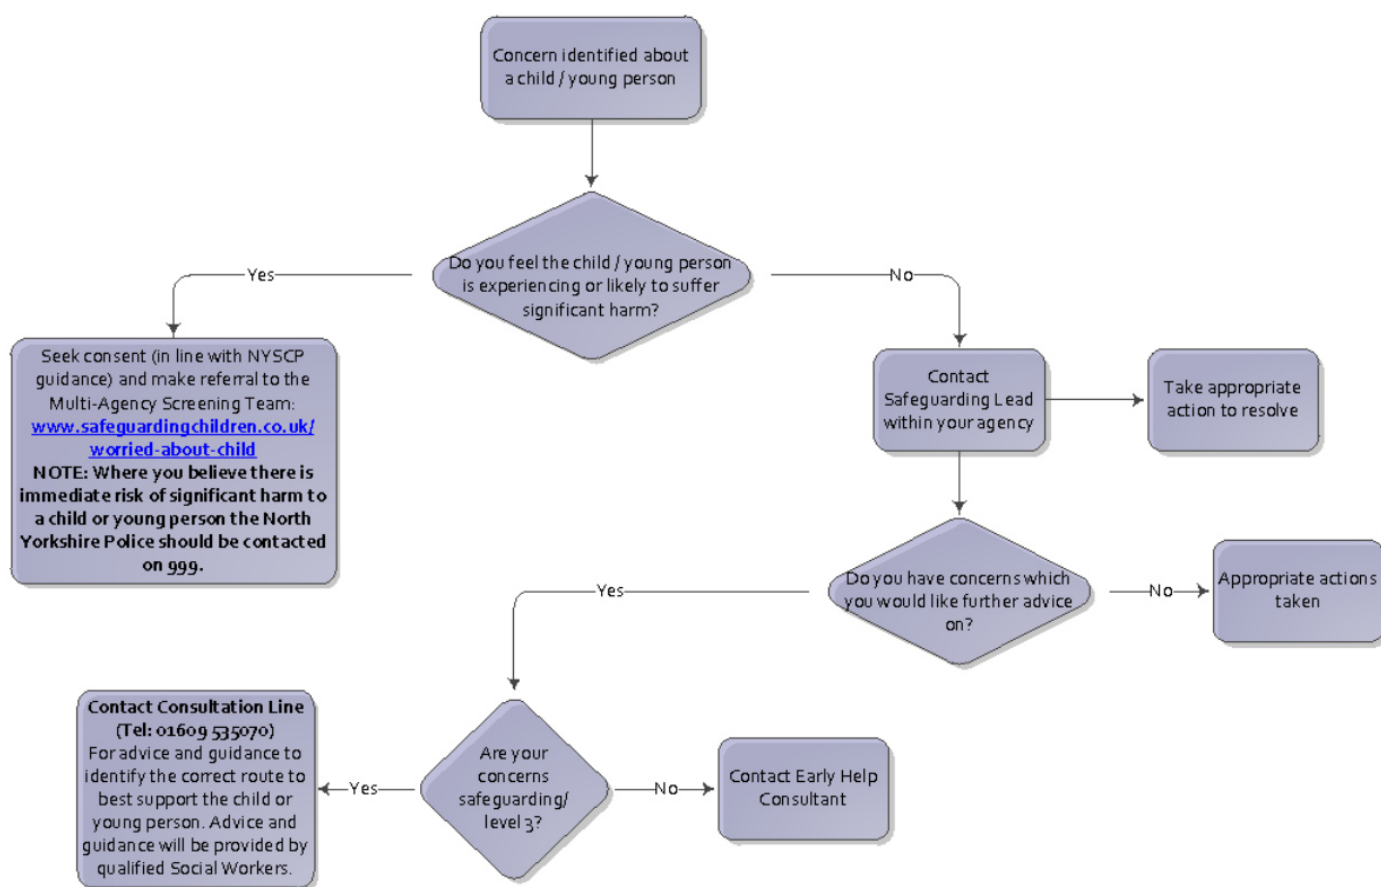 Concern identified about
a child / young person
Do you feel the child / young person
is experiencing or likely to suffer
significant harm?
Yes
No
Seek consent (in line with NYSCP
guidance) and make referral to the
Multi-Agency Screening Team:
www.safeguardingchildren.co.uk/
worried-about-child
NOTE: Where you believe there is
immediate risk of significant harm to
a child or young person the North
Yorkshire Police should be contacted
on 999.
Contact
Safeguarding Lead
within your agency
Take appropriate
action to resolve
Do you have concerns which
you would like further advice
on?
Yes
No
Appropriate actions
taken
Contact Consultation Line
(Tel: 01609 535070)
For advice and guidance to
identify the correct route to
best support the child or
young person. Advice and
guidance will be provided by
qualified Social Workers.
Yes
Are your
concerns
safeguarding/
level 3?
No
Contact Early Help
Consultant